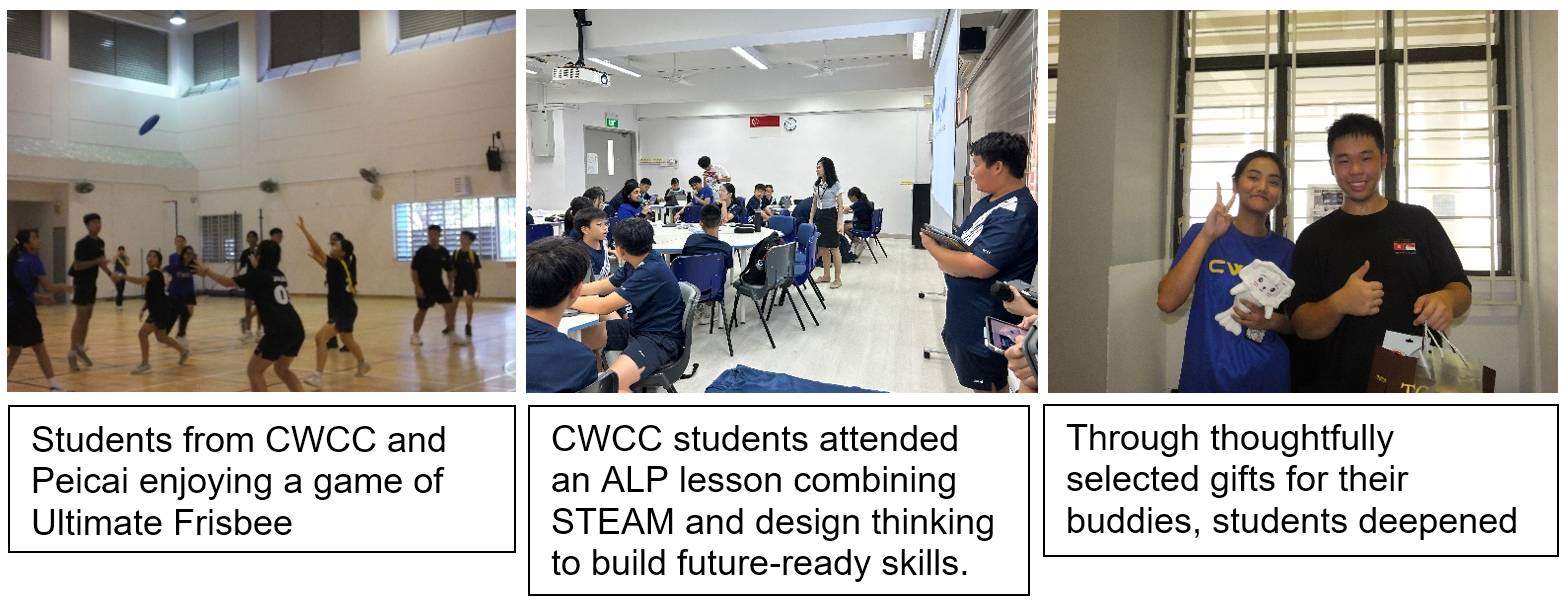 CW
Students from CWCC and
Peicai enjoying a game of
Ultimate Frisbee
CWCC students attended
an ALP lesson combining
STEAM and design thinking
to build future-ready skills.
Through thoughtfully
selected gifts for their
buddies, students deepened